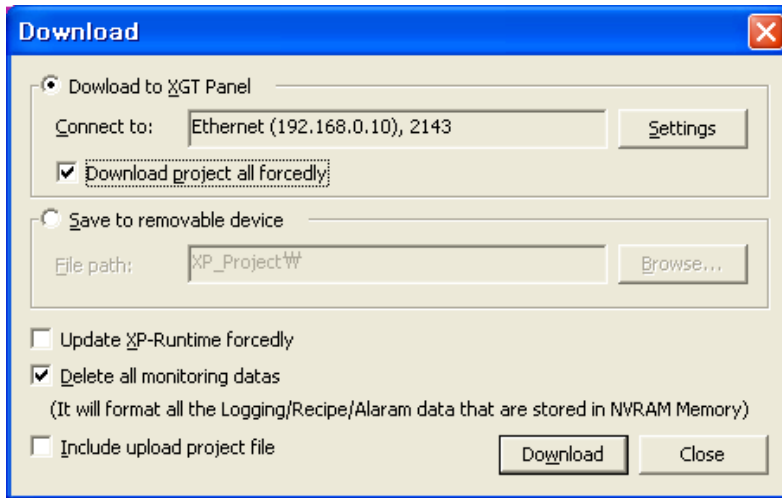 Download
Dowload to XGT Panel
Connect to: Ethernet (192.168.0.10), 2143 Settings
Download project all forcedly
Save to removable device
File path: XP_Project₩ Browse...
Update XP-Runtime forcedly
Delete all monitoring datas
(It will format all the Logging/Recipe/Alaram data that are stored in NVRAM Memory)
Include upload project file Download Close